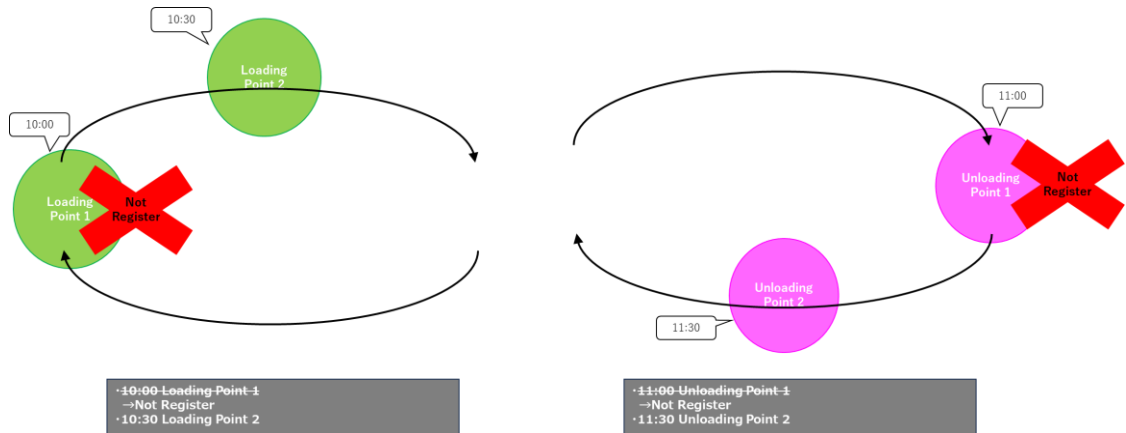 10:30
Loading
Point 2
10:00
Loading
Point 1
Not
Register
11:00
Unloading
Point 1
Not
Register
Unloading
Point 2
11:30
・10:00 Loading Point 1
→Not Register
・10:30 Loading Point 2
・11:00 Unloading Point 1
→Not Register
・11:30 Unloading Point 2